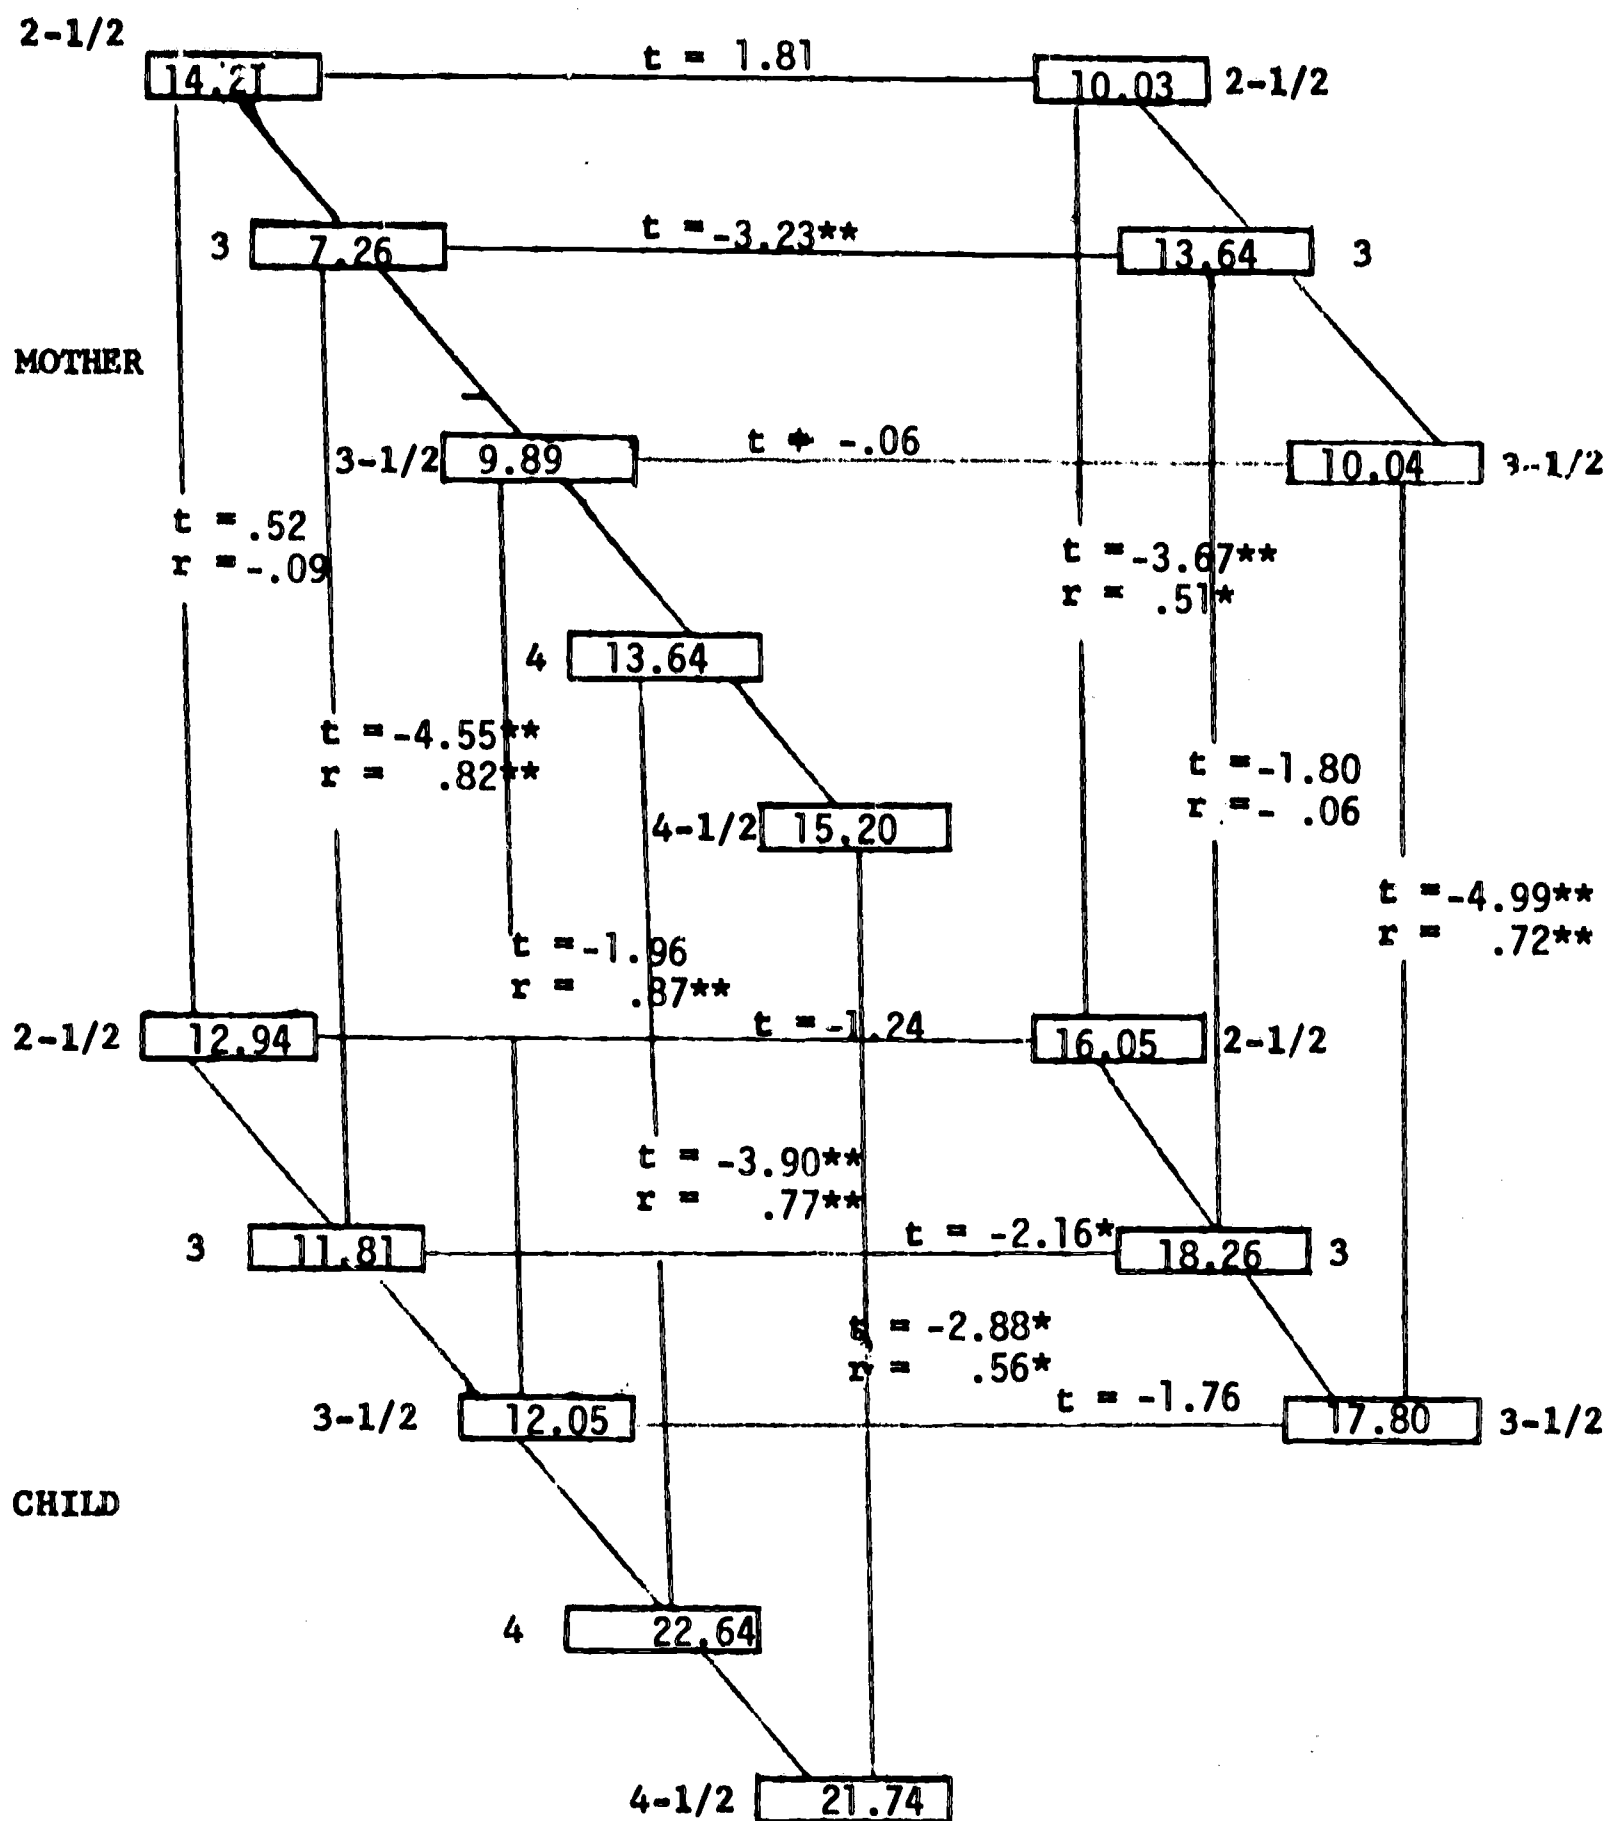 2-1/2
14.21 t = 1.81 10.03 2-1/2
3 7.26 t = -3.23** 13.64 3
MOTHER
3-1/2 9.89 t = -.06 10.04 3-1/2
t = .52
r = -.09
t = -3.67**
r = .51*
4 13.64
t = -4.55**
r = .82**
t = -1.80
r = - .06
4-1/2 15.20
t = -4.99**
r = .72**
t = -1.96
r = .87**
2-1/2 12.94 t = -1.24 16.05 2-1/2
t = -3.90**
r = .77**
3 11.81 t = -2.16* 18.26 3
t = -2.88*
r = .56*
3-1/2 12.05 t = -1.76 17.80 3-1/2
CHILD
4 22.64
4-1/2 21.74